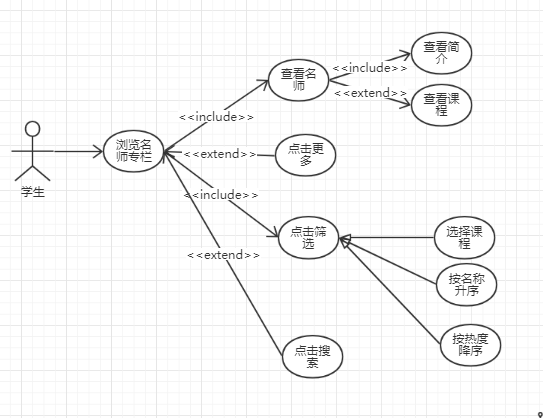 查看简
介
<<include>>
查看名
师
<<extend>>
查看课
程
<<include>>
浏览名
师专栏
<<extend>>
点击更
多
学生
<<include>>
点击筛
选
选择课
程
<<extend>>
按名称
升序
按热度
降序
点击搜
索